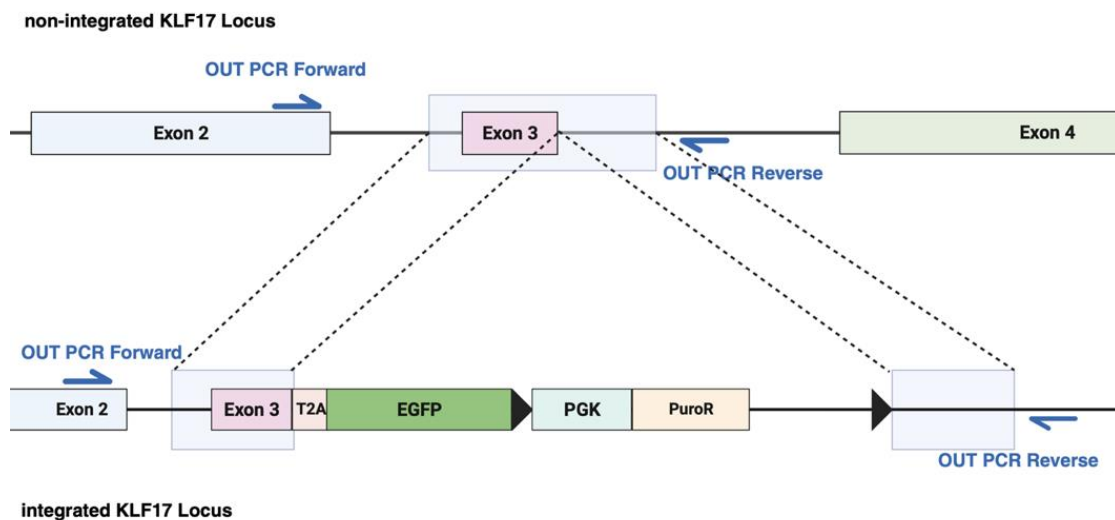 non-integrated KLF17 Locus
OUT PCR Forward
Exon 2
Exon 3
Exon 4
OUT PCR Reverse
OUT PCR Forward
Exon 2
Exon 3
T2A
EGFP
PGK
PuroR
OUT PCR Reverse
integrated KLF17 Locus